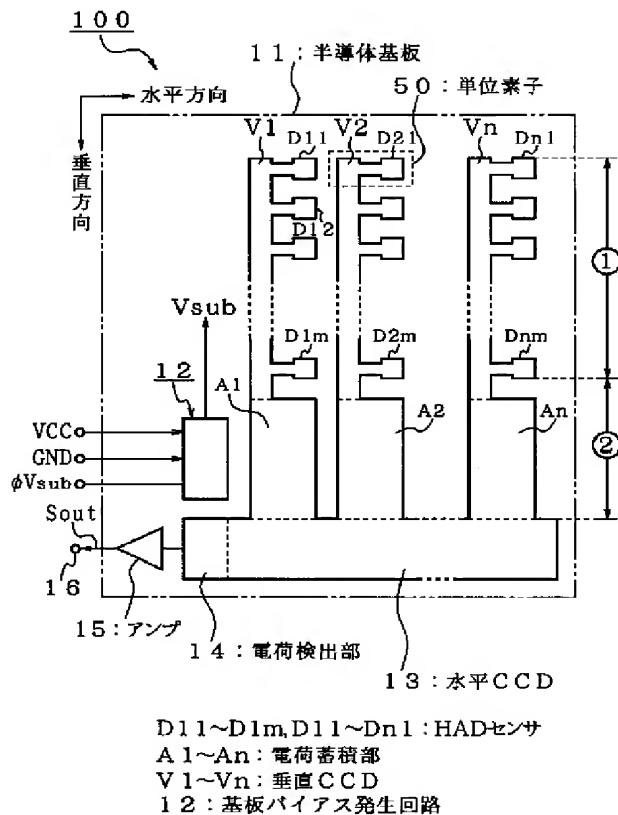 100
11:半導体基板
50:単位素子
水平方向
垂直方向
V1
D11
V2
D21
Vn
Dn1
D12
①
Vsub
D1m
D2m
Dnm
12
A1
A2
An
②
VCC
GND
φVsub
Sout
16
15:アンプ
14:電荷検出部
13:水平CCD
D11~D1m,D11~Dn1:HADセンサ
A1~An:電荷蓄積部
V1~Vn:垂直CCD
12:基板バイアス発生回路